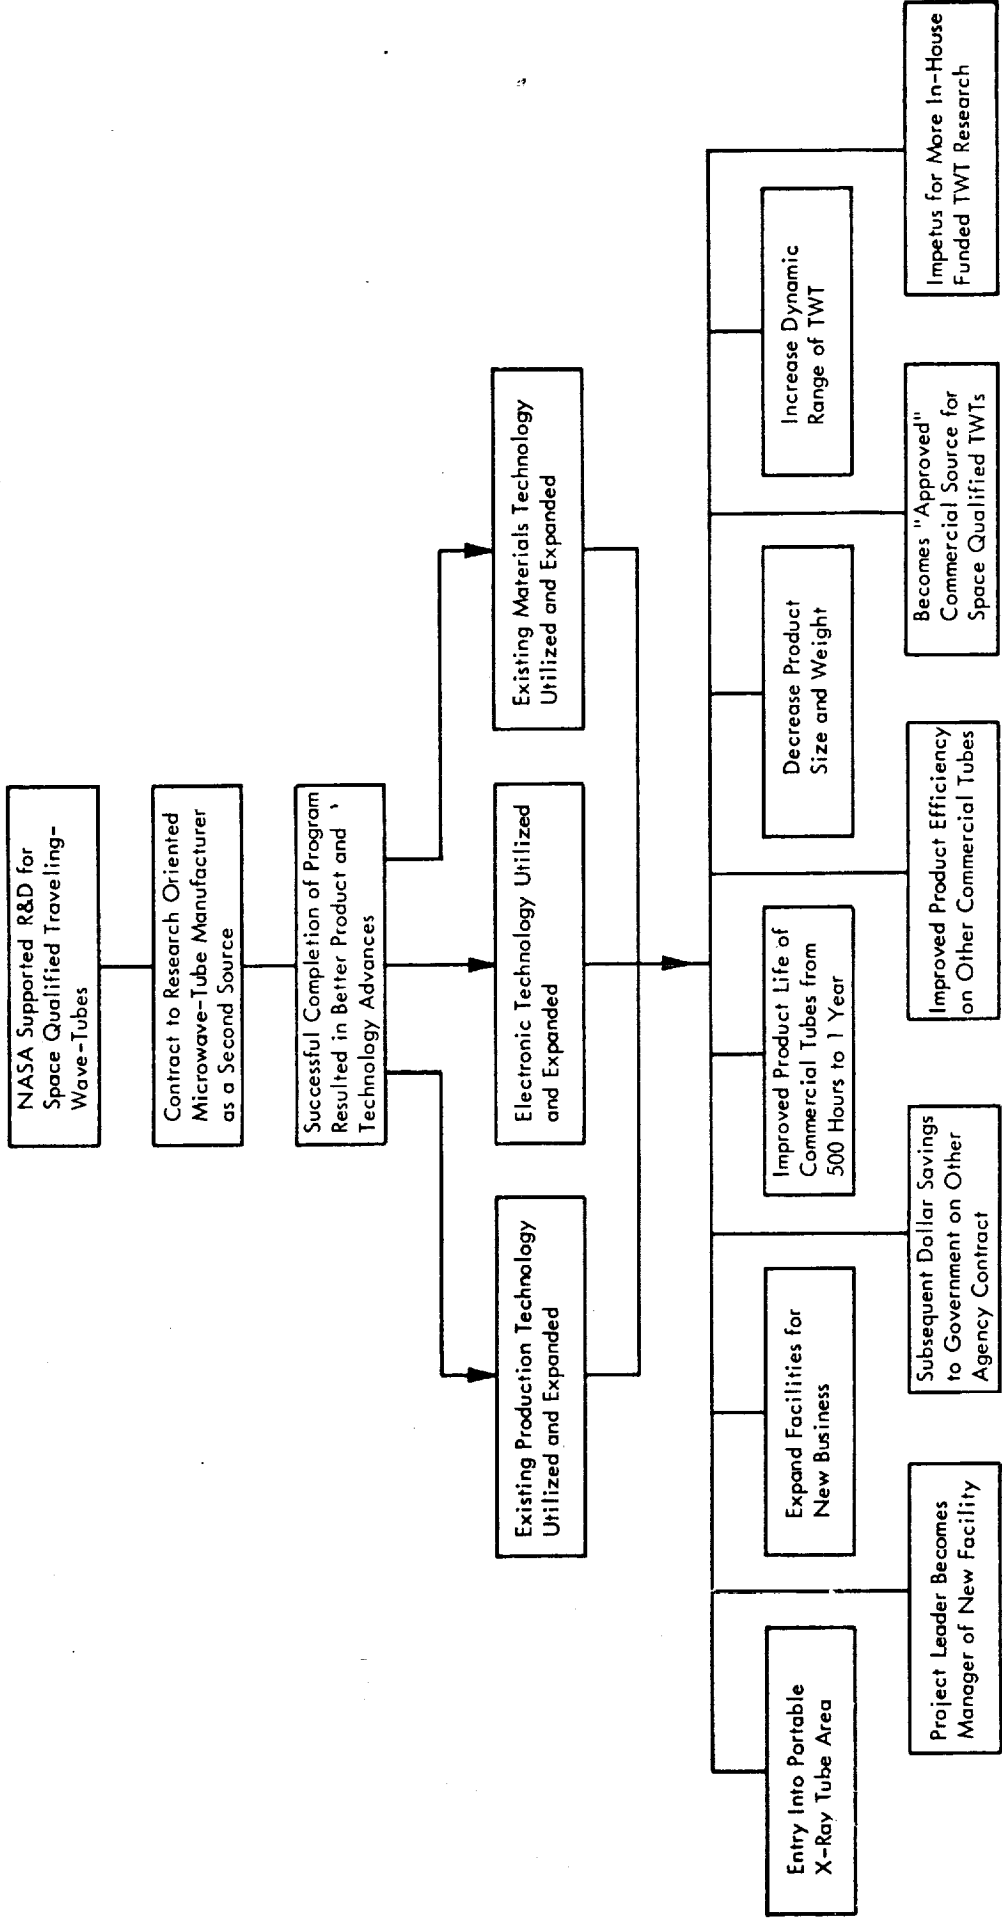 NASA Supported R&D for
Space Qualified Traveling-
Wave-Tubes
Contract to Research Oriented
Microwave-Tube Manufacturer
as a Second Source
Successful Completion of Program
Resulted in Better Product and
Technology Advances
Existing Production Technology
Utilized and Expanded
Electronic Technology Utilized
and Expanded
Existing Materials Technology
Utilized and Expanded
Entry Into Portable
X-Ray Tube Area
Expand Facilities for
New Business
Improved Product Life of
Commercial Tubes from
500 Hours to 1 Year
Decrease Product
Size and Weight
Increase Dynamic
Range of TWT
Project Leader Becomes
Manager of New Facility
Subsequent Dollar Savings
to Government on Other
Agency Contract
Improved Product Efficiency
on Other Commercial Tubes
Becomes "Approved"
Commercial Source for
Space Qualified TWTs
Impetus for More In-House
Funded TWT Research